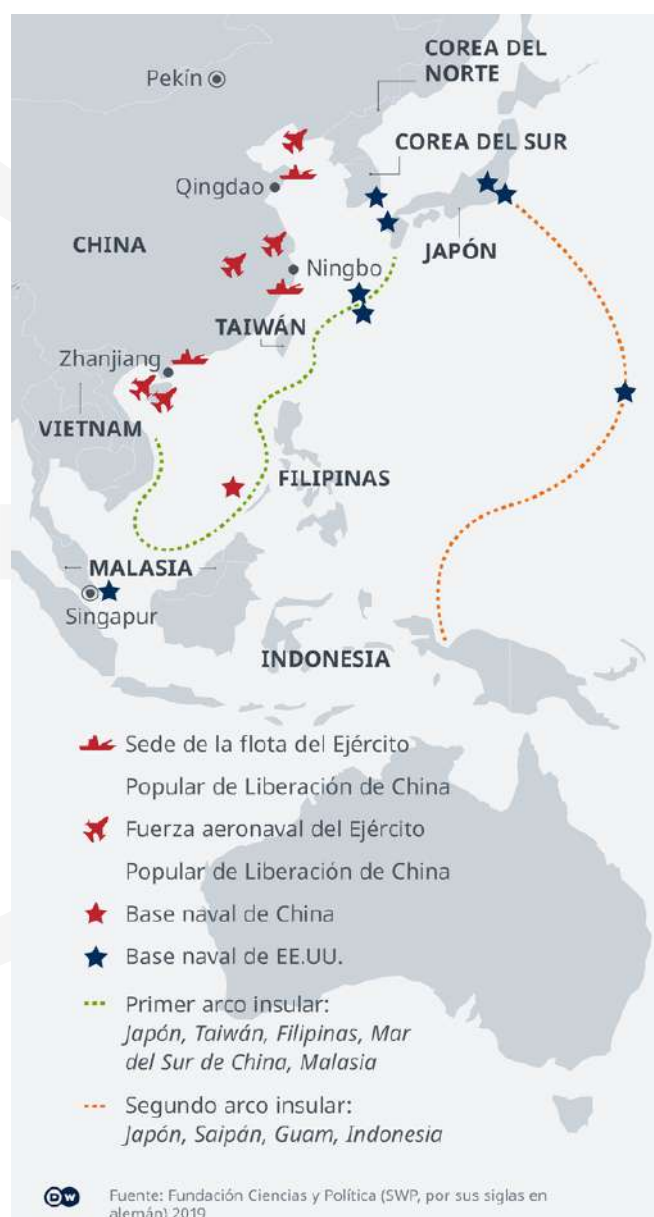 COREA DEL
NORTE
Pekín
COREA DEL SUR
Qingdao
CHINA
JAPÓN
Ningbo
TAIWÁN
Zhanjiang
VIETNAM
FILIPINAS
MALASIA
Singapur
INDONESIA
Sede de la flota del Ejército
Popular de Liberación de China
Fuerza aeronaval del Ejército
Popular de Liberación de China
Base naval de China
Base naval de EE.UU.
Primer arco insular:
Japón, Taiwán, Filipinas, Mar
del Sur de China, Malasia
Segundo arco insular:
Japón, Saipán, Guam, Indonesia
DW
Fuente: Fundación Ciencias y Política (SWP, por sus siglas en
alemán) 2019